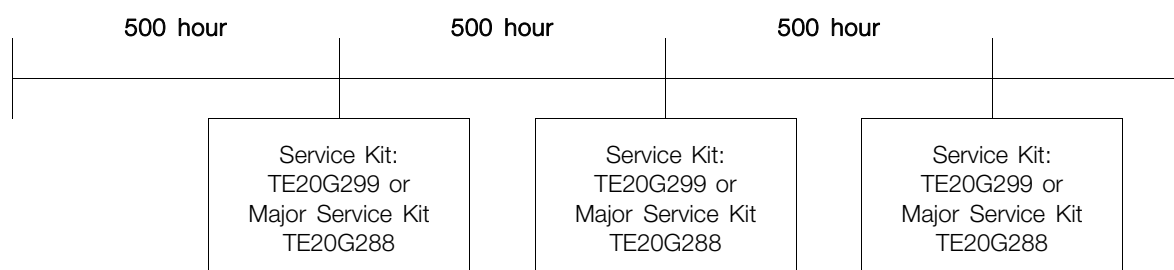 500 hour
500 hour
500 hour
Service Kit:
TE20G299 or
Major Service Kit
TE20G288
Service Kit:
TE20G299 or
Major Service Kit
TE20G288
Service Kit:
TE20G299 or
Major Service Kit
TE20G288